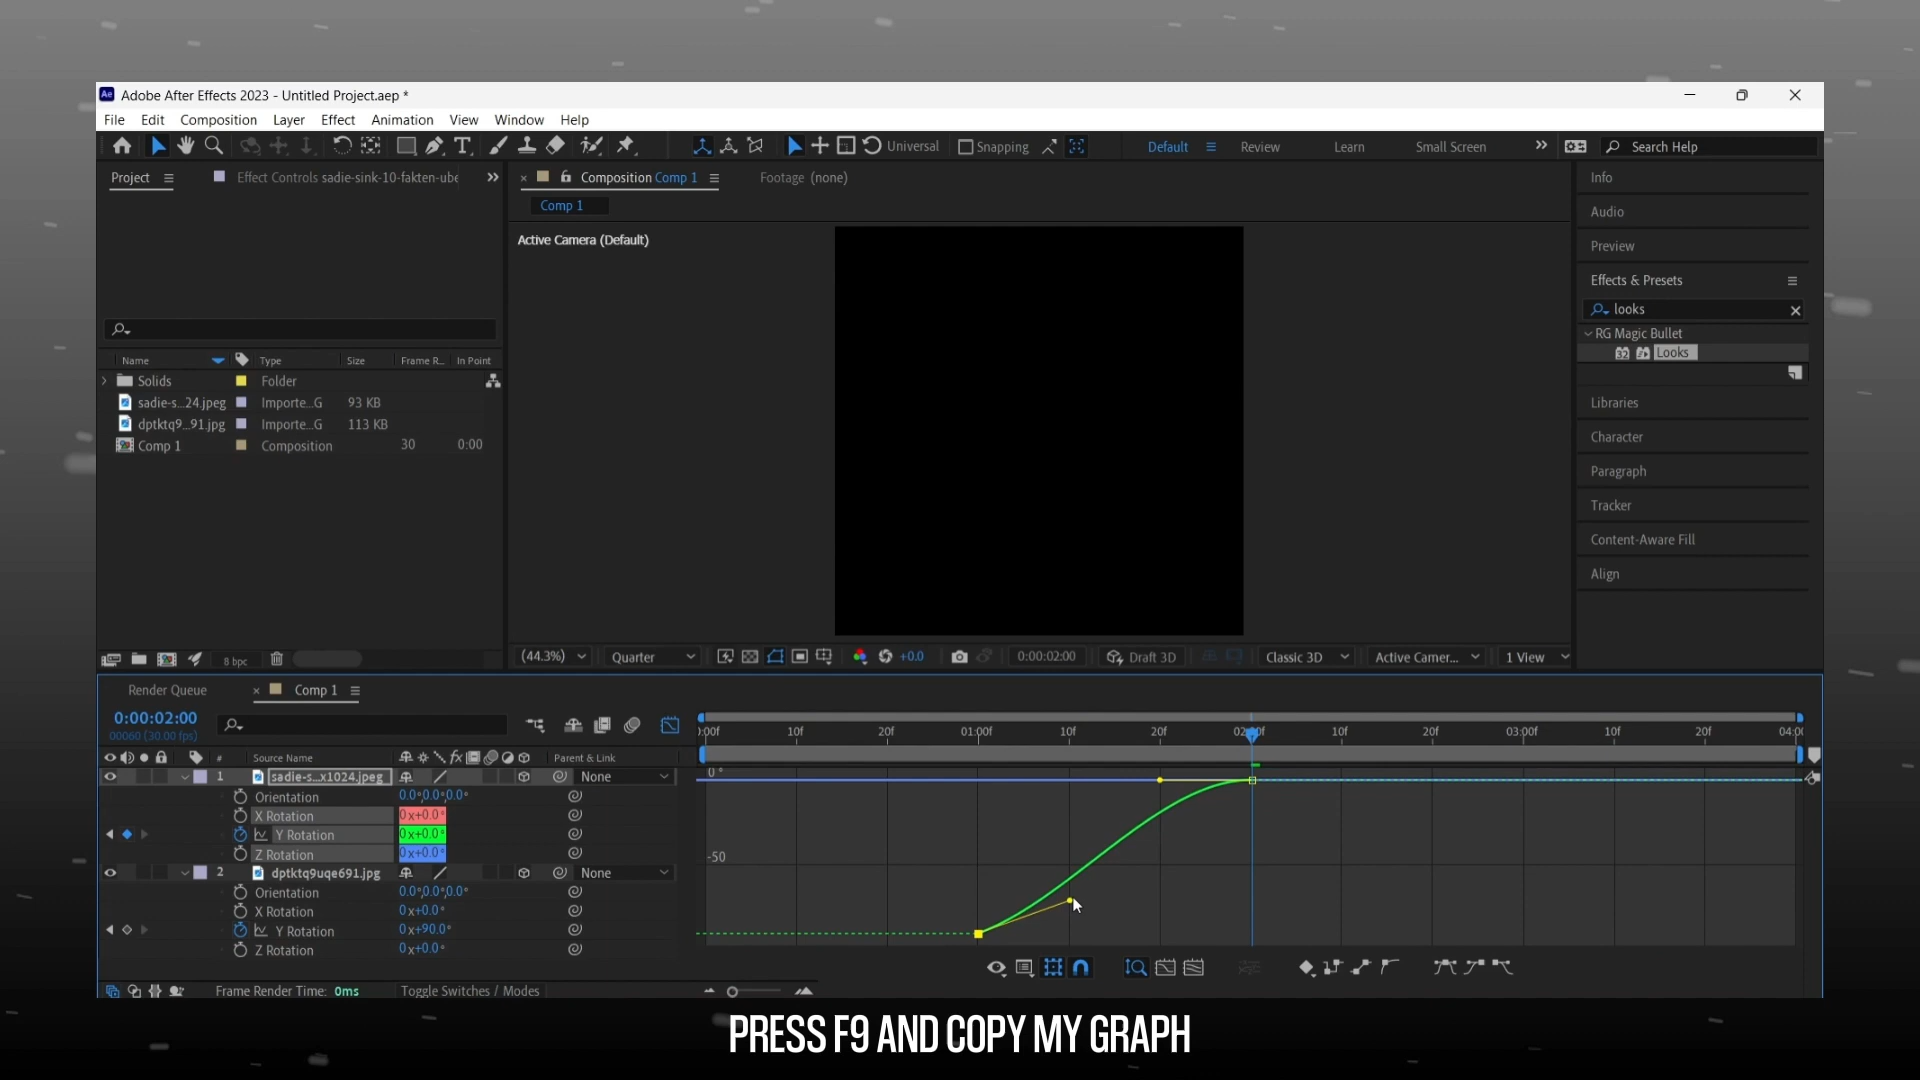 Ae Adobe After Effects 2023 - Untitled Project.aep *
File Edit Composition Layer Effect Animation View Window Help
Universal Snapping Default Review Learn Small Screen Search Help
Project Effect Controls sadie-sink-10-fakten-ube
Composition Comp 1 Footage (none)
Comp 1
Active Camera (Default)
Info
Audio
Preview
Effects & Presets
looks
RG Magic Bullet
32 Looks
Libraries
Character
Paragraph
Tracker
Content-Aware Fill
Align
Name Type Size Frame R... In Point
Solids Folder
sadie-s...24.jpeg Importe...G 93 KB
dptktq9...91.jpg Importe...G 113 KB
Comp 1 Composition 30 0:00
8 bpc
(44.3%) Quarter +0.0 0:00:02:00 Draft 3D Classic 3D Active Camer... 1 View
Render Queue Comp 1
0:00:02:00
00060 (30.00 fps)
):00f 10f 20f 01:00f 10f 20f 02:00f 10f 20f 03:00f 10f 20f 04:00
# Source Name fx Parent & Link
1 sadie-s...x1024.jpeg None
Orientation 0.0°,0.0°,0.0°
X Rotation 0x+0.0°
Y Rotation 0x+0.0°
Z Rotation 0x+0.0°
2 dptktq9uqe691.jpg None
Orientation 0.0°,0.0°,0.0°
X Rotation 0x+0.0°
Y Rotation 0x+90.0°
Z Rotation 0x+0.0°
0°
-50
Frame Render Time: 0ms Toggle Switches / Modes
PRESS F9 AND COPY MY GRAPH